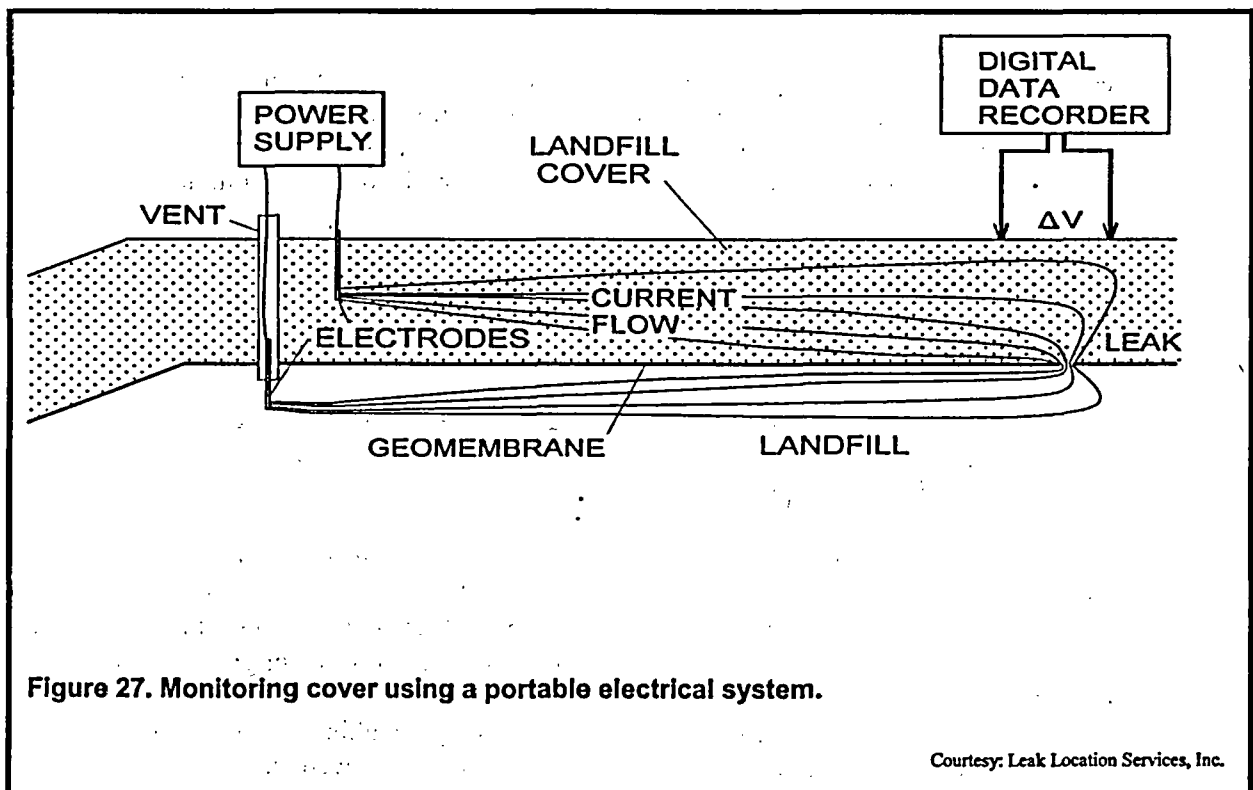 DIGITAL
DATA
RECORDER
POWER
SUPPLY
LANDFILL
COVER
VENT
ΔV
CURRENT
FLOW
ELECTRODES
LEAK
GEOMEMBRANE
LANDFILL
Figure 27. Monitoring cover using a portable electrical system.
Courtesy: Leak Location Services, Inc.